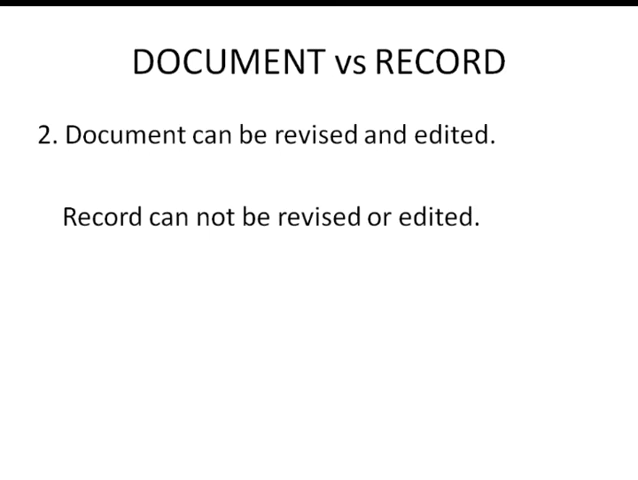 DOCUMENT vs RECORD
2. Document can be revised and edited.
Record can not be revised or edited.